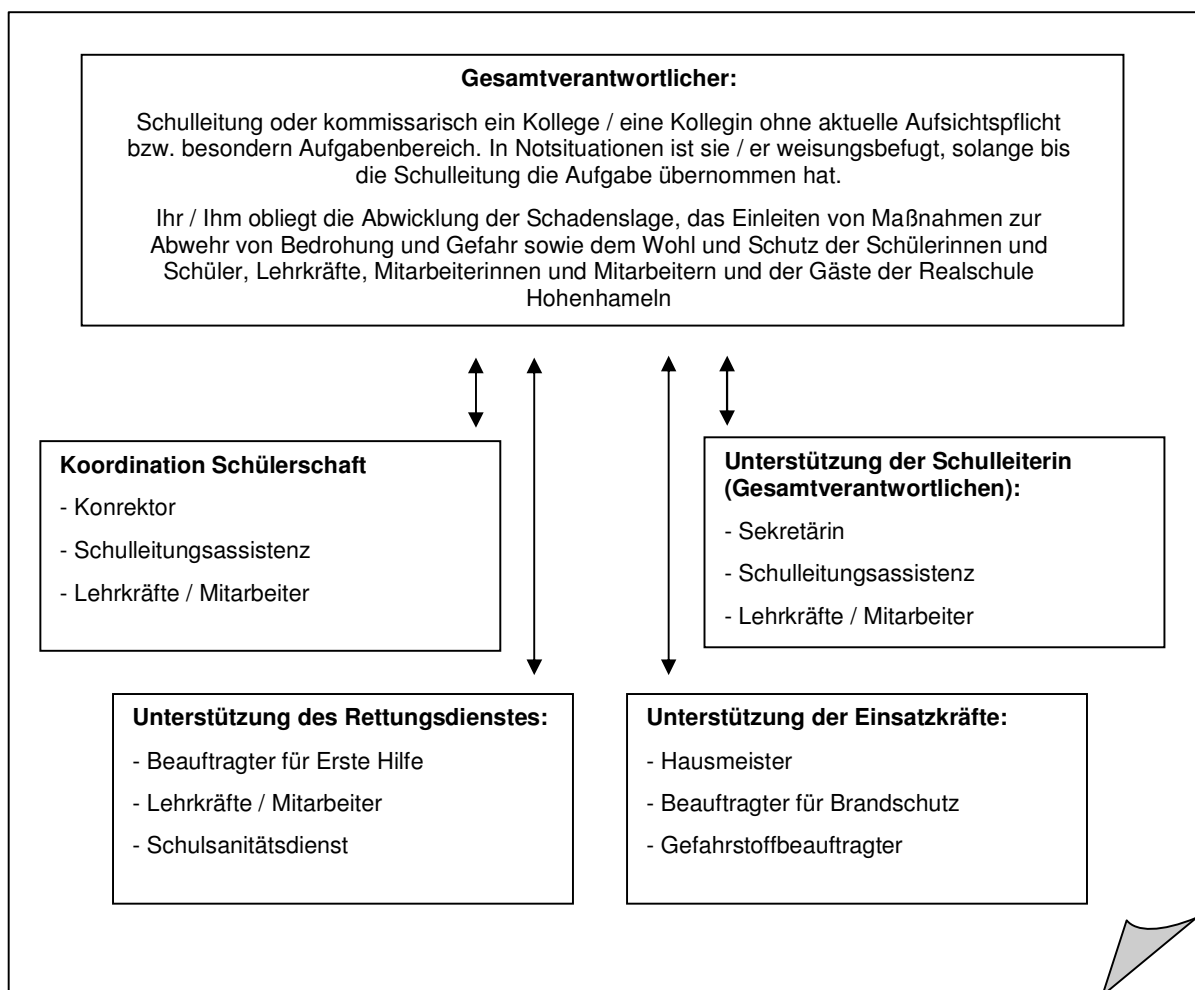 Gesamtverantwortlicher:
Schulleitung oder kommissarisch ein Kollege / eine Kollegin ohne aktuelle Aufsichtspflicht
bzw. besondern Aufgabenbereich. In Notsituationen ist sie / er weisungsbefugt, solange bis
die Schulleitung die Aufgabe übernommen hat.
Ihr / Ihm obliegt die Abwicklung der Schadenslage, das Einleiten von Maßnahmen zur
Abwehr von Bedrohung und Gefahr sowie dem Wohl und Schutz der Schülerinnen und
Schüler, Lehrkräfte, Mitarbeiterinnen und Mitarbeitern und der Gäste der Realschule
Hohenhameln
Koordination Schülerschaft
- Konrektor
- Schulleitungsassistenz
- Lehrkräfte / Mitarbeiter
Unterstützung der Schulleiterin
(Gesamtverantwortlichen):
- Sekretärin
- Schulleitungsassistenz
- Lehrkräfte / Mitarbeiter
Unterstützung des Rettungsdienstes:
- Beauftragter für Erste Hilfe
- Lehrkräfte / Mitarbeiter
- Schulsanitätsdienst
Unterstützung der Einsatzkräfte:
- Hausmeister
- Beauftragter für Brandschutz
- Gefahrstoffbeauftragter